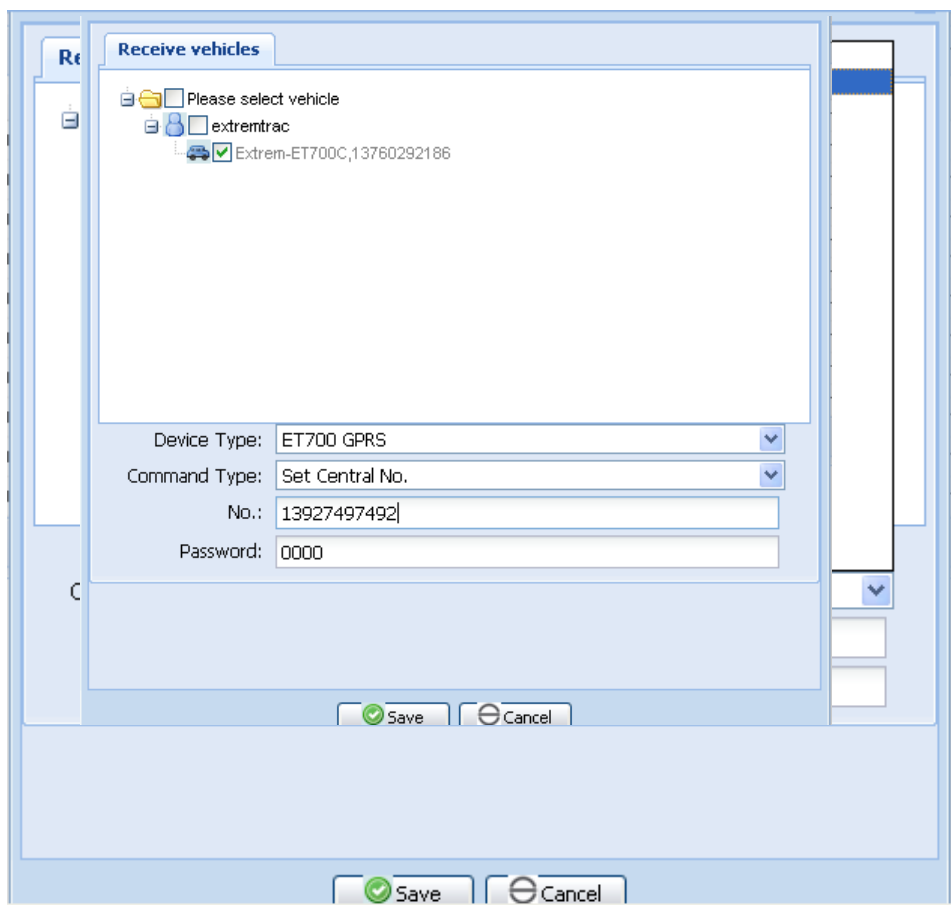 Re
Receive vehicles
Please select vehicle
extremtrac
Extrem-ET700C,13760292186
Device Type: ET700 GPRS
Command Type: Set Central No.
No.: 13927497492
Password: 0000
C
Save Cancel
Save Cancel